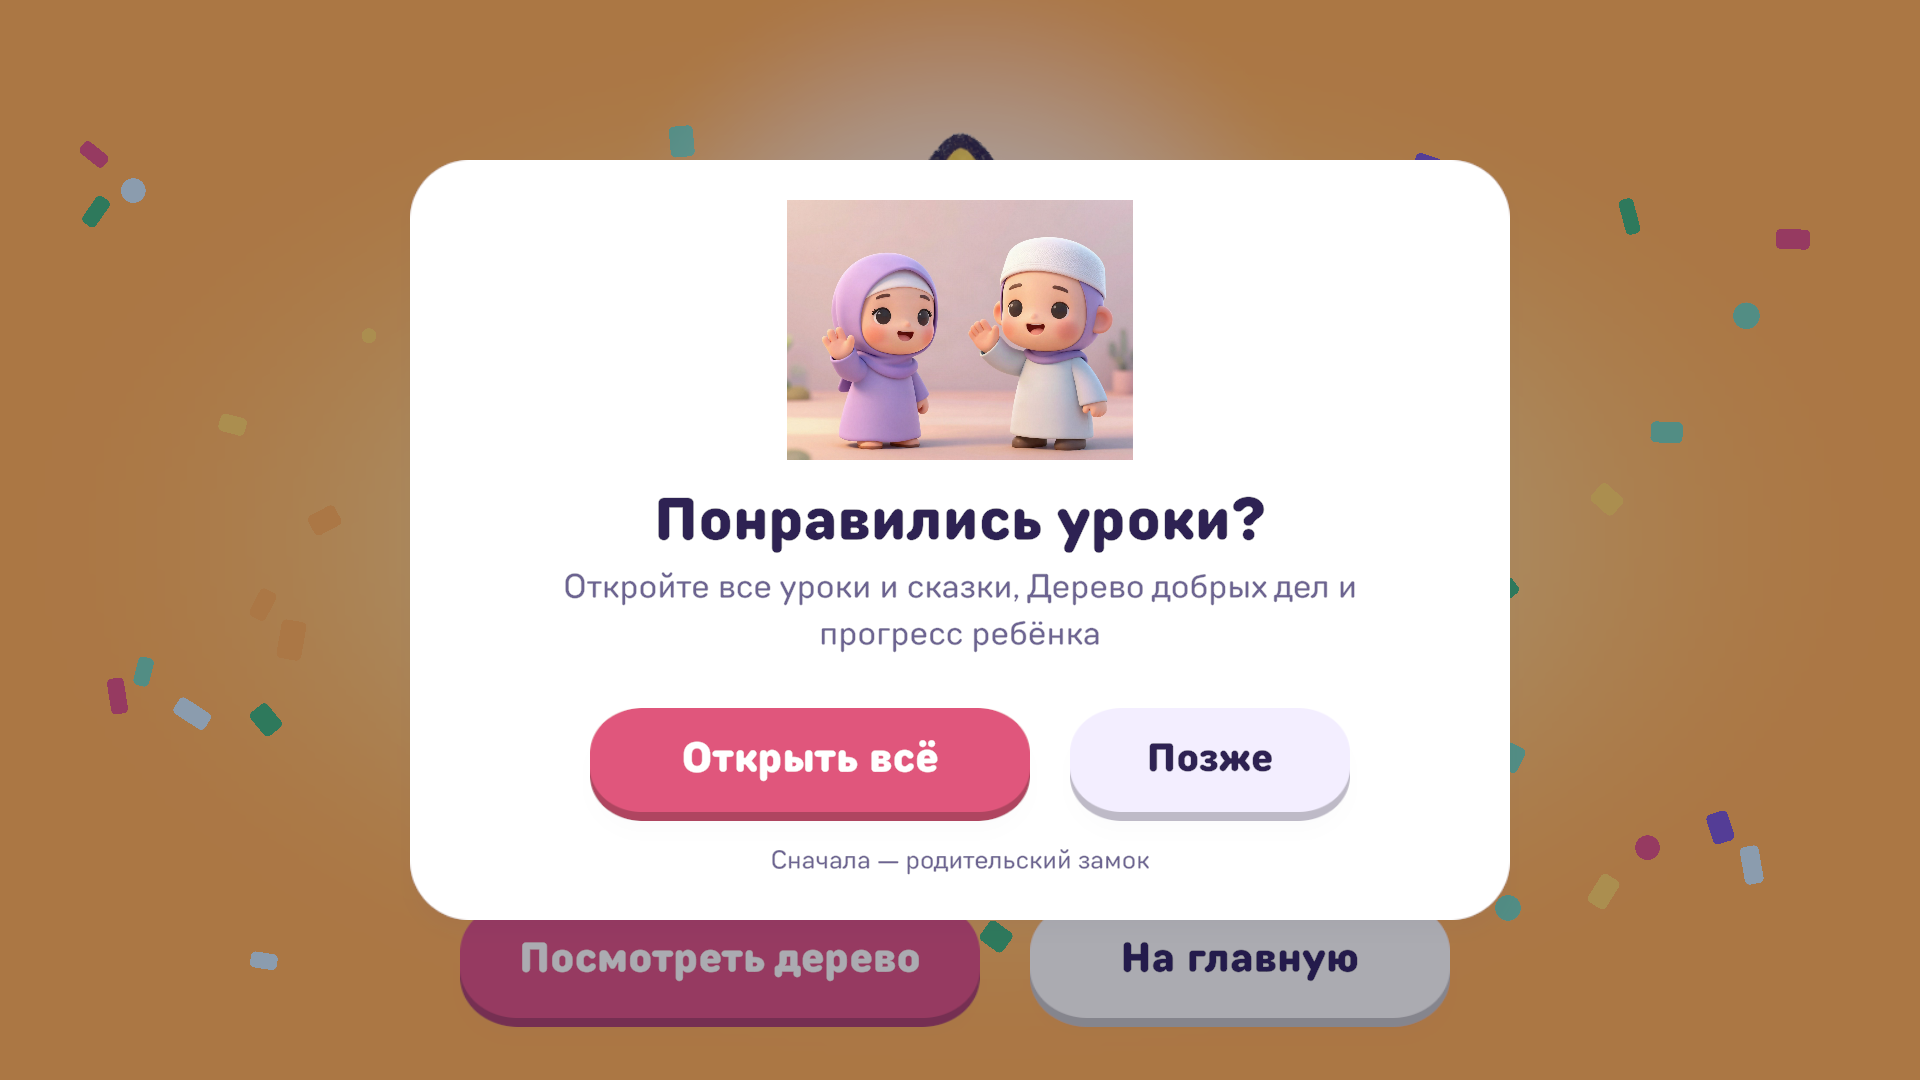 Понравились уроки?
Откройте все уроки и сказки, Дерево добрых дел и
прогресс ребёнка
Открыть всё
Позже
Сначала — родительский замок
Посмотреть дерево
На главную